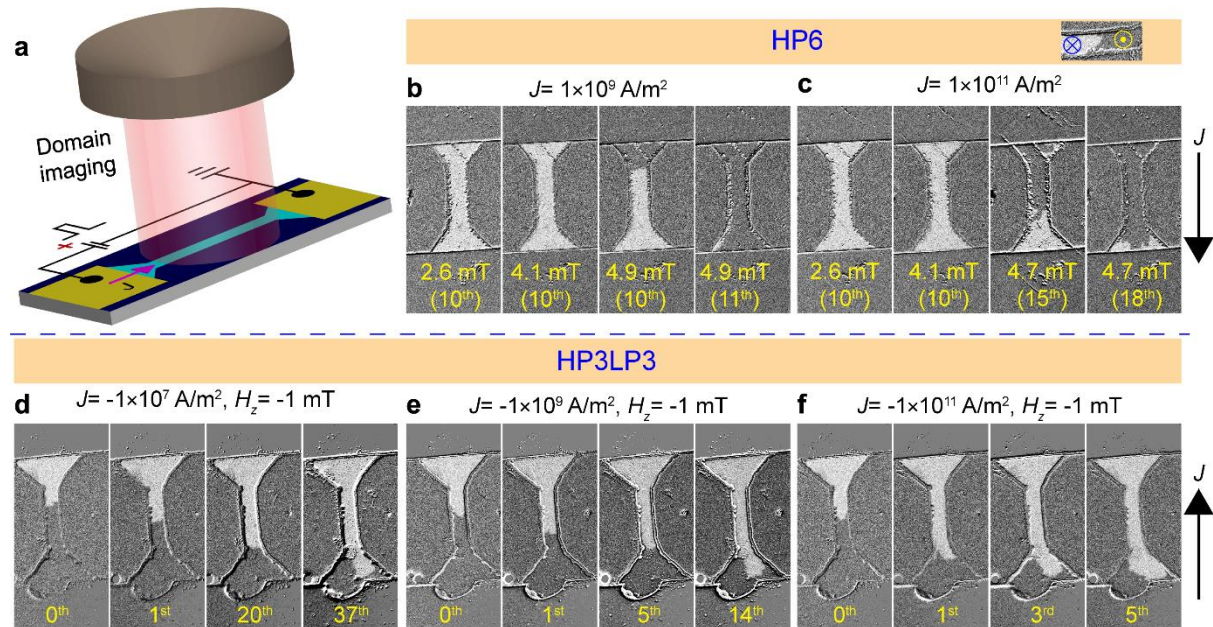 a
Domain
imaging
J
HP6
b
J= 1×10⁹ A/m²
2.6 mT
(10ᵗʰ)
4.1 mT
(10ᵗʰ)
4.9 mT
(10ᵗʰ)
4.9 mT
(11ᵗʰ)
c
J= 1×10¹¹ A/m²
2.6 mT
(10ᵗʰ)
4.1 mT
(10ᵗʰ)
4.7 mT
(15ᵗʰ)
4.7 mT
(18ᵗʰ)
J
HP3LP3
d
J= -1×10⁷ A/m², H_z= -1 mT
0ᵗʰ
1ˢᵗ
20ᵗʰ
37ᵗʰ
e
J= -1×10⁹ A/m², H_z= -1 mT
0ᵗʰ
1ˢᵗ
5ᵗʰ
14ᵗʰ
f
J= -1×10¹¹ A/m², H_z= -1 mT
0ᵗʰ
1ˢᵗ
3ʳᵈ
5ᵗʰ
J